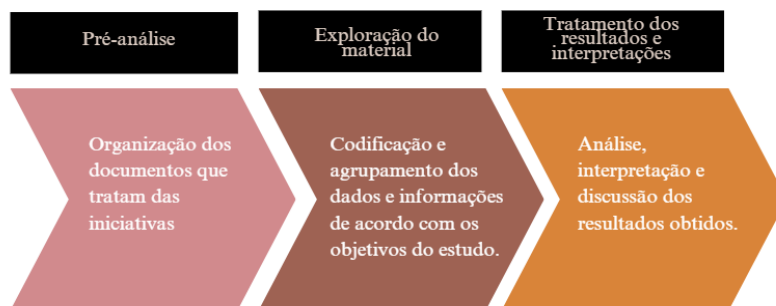 Pré-análise
Exploração do
material
Tratamento dos
resultados e
interpretações
Organização dos
documentos que
tratam das
iniciativas
Codificação e
agrupamento dos
dados e informações
de acordo com os
objetivos do estudo.
Análise,
interpretação e
discussão dos
resultados obtidos.